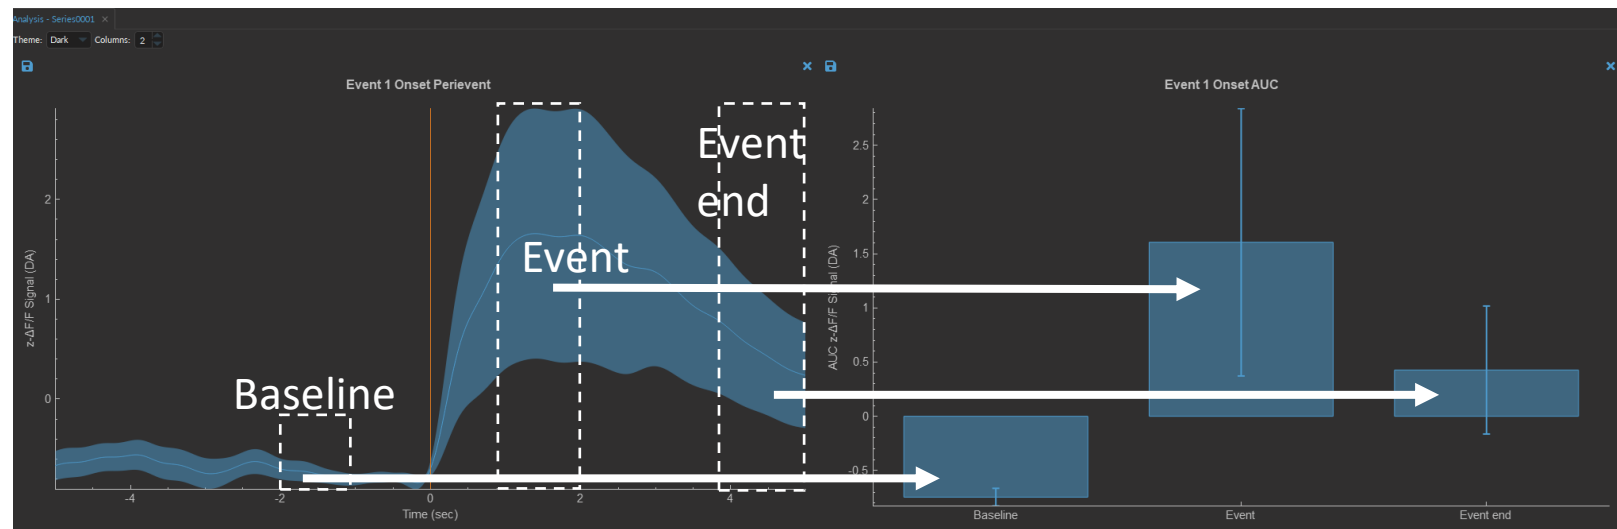 Analysis - Series0001 ×
Theme: Dark Columns: 2
Event 1 Onset Perievent
z-ΔF/F Signal (DA)
2
1
0
-4
-2
0
2
4
Time (sec)
Baseline
Event
Event
end
Event 1 Onset AUC
AUC z-ΔF/F Signal (DA)
2.5
2
1.5
1
0.5
0
-0.5
Baseline
Event
Event end